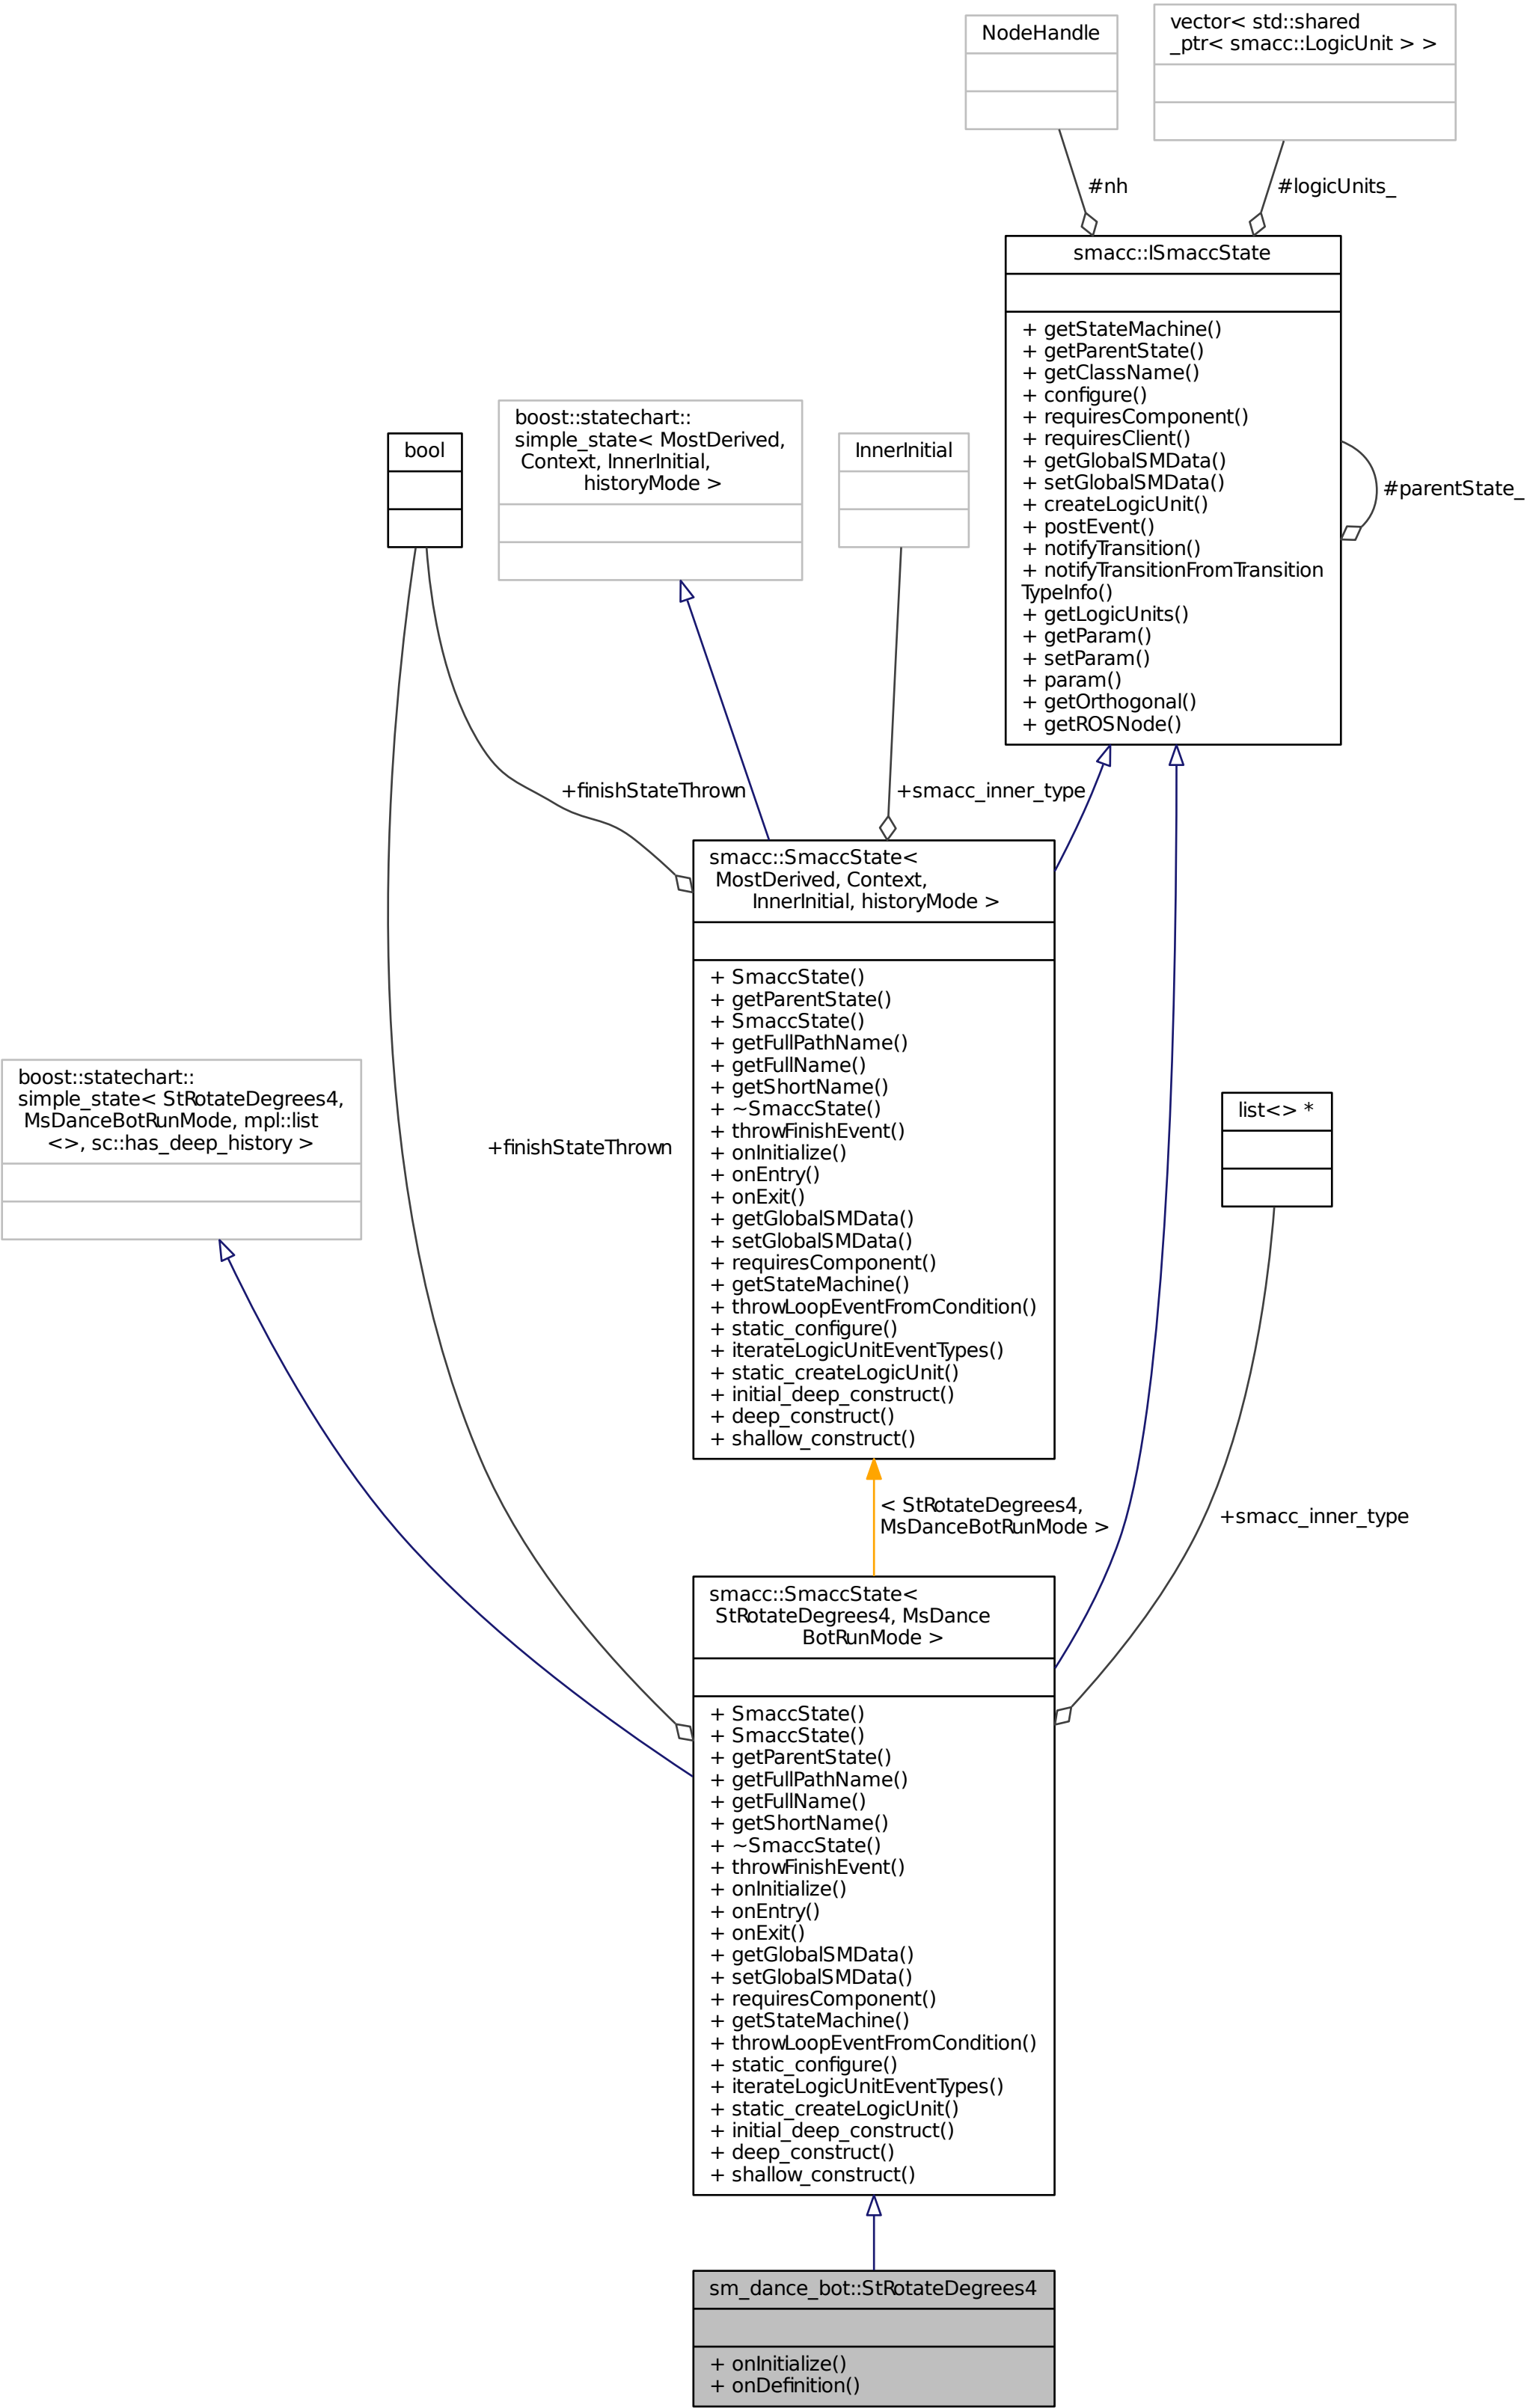 NodeHandle
vector< std::shared
_ptr< smacc::LogicUnit > >
#nh
#logicUnits_
smacc::ISmaccState
+ getStateMachine()
+ getParentState()
+ getClassName()
+ configure()
+ requiresComponent()
+ requiresClient()
+ getGlobalSMData()
+ setGlobalSMData()
+ createLogicUnit()
+ postEvent()
+ notifyTransition()
+ notifyTransitionFromTransition
TypeInfo()
+ getLogicUnits()
+ getParam()
+ setParam()
+ param()
+ getOrthogonal()
+ getROSNode()
#parentState_
bool
boost::statechart::
simple_state< MostDerived,
Context, InnerInitial,
historyMode >
InnerInitial
+finishStateThrown
+smacc_inner_type
smacc::SmaccState<
MostDerived, Context,
InnerInitial, historyMode >
+ SmaccState()
+ getParentState()
+ SmaccState()
+ getFullPathName()
+ getFullName()
+ getShortName()
+ ~SmaccState()
+ throwFinishEvent()
+ onInitialize()
+ onEntry()
+ onExit()
+ getGlobalSMData()
+ setGlobalSMData()
+ requiresComponent()
+ getStateMachine()
+ throwLoopEventFromCondition()
+ static_configure()
+ iterateLogicUnitEventTypes()
+ static_createLogicUnit()
+ initial_deep_construct()
+ deep_construct()
+ shallow_construct()
boost::statechart::
simple_state< StRotateDegrees4,
MsDanceBotRunMode, mpl::list
<>, sc::has_deep_history >
+finishStateThrown
list<> *
< StRotateDegrees4,
MsDanceBotRunMode >
+smacc_inner_type
smacc::SmaccState<
StRotateDegrees4, MsDance
BotRunMode >
+ SmaccState()
+ SmaccState()
+ getParentState()
+ getFullPathName()
+ getFullName()
+ getShortName()
+ ~SmaccState()
+ throwFinishEvent()
+ onInitialize()
+ onEntry()
+ onExit()
+ getGlobalSMData()
+ setGlobalSMData()
+ requiresComponent()
+ getStateMachine()
+ throwLoopEventFromCondition()
+ static_configure()
+ iterateLogicUnitEventTypes()
+ static_createLogicUnit()
+ initial_deep_construct()
+ deep_construct()
+ shallow_construct()
sm_dance_bot::StRotateDegrees4
+ onInitialize()
+ onDefinition()